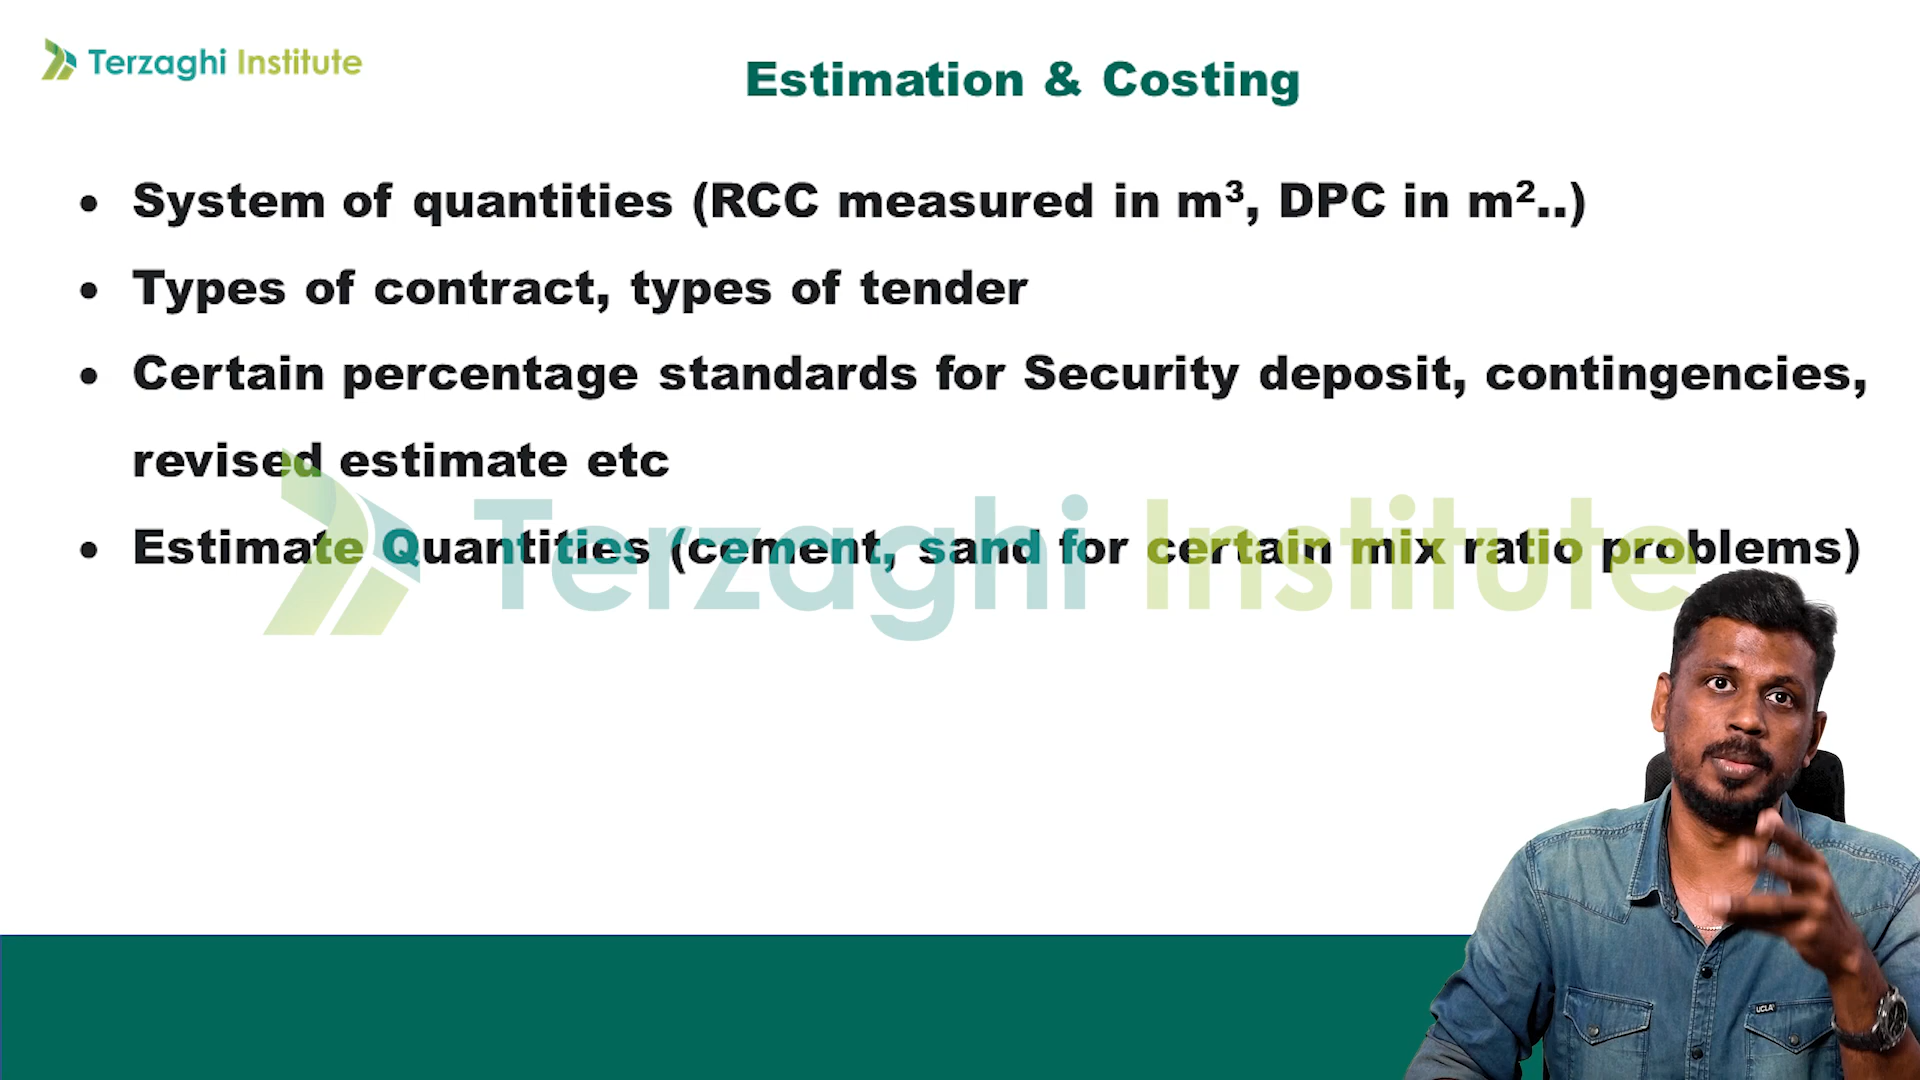 Terzaghi Institute
Estimation & Costing
• System of quantities (RCC measured in m³, DPC in m²..)
• Types of contract, types of tender
• Certain percentage standards for Security deposit, contingencies,
revised estimate etc
• Estimate Quantities (cement, sand for certain mix ratio problems)
Terzaghi Institute
UCLA